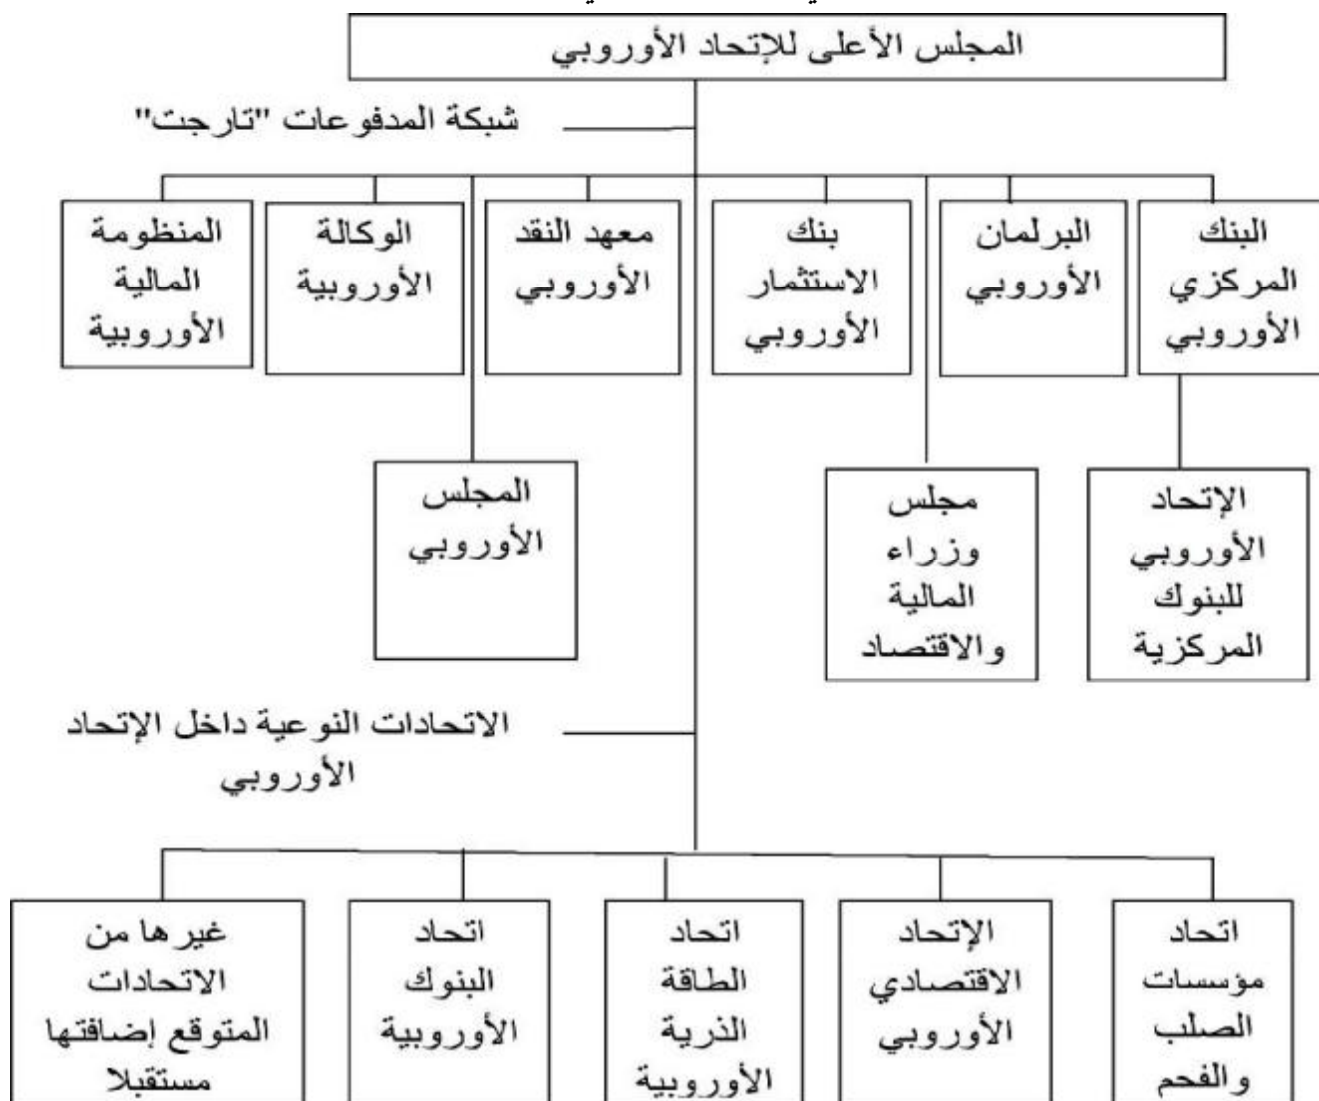 المجلس الأعلى للإتحاد الأوروبي
شبكة المدفوعات "تارجت"
البنك
المركزي
الأوروبي
البرلمان
الأوروبي
بنك
الاستثمار
الأوروبي
معهد النقد
الأوروبي
الوكالة
الأوروبية
المنظومة
المالية
الأوروبية
الإتحاد
الأوروبي
للبنوك
المركزية
مجلس
وزراء
المالية
والاقتصاد
المجلس
الأوروبي
الاتحادات النوعية داخل الإتحاد
الأوروبي
اتحاد
مؤسسات
الصلب
والفحم
الإتحاد
الاقتصادي
الأوروبي
اتحاد
الطاقة
الذرية
الأوروبية
اتحاد
البنوك
الأوروبية
غيرها من
الاتحادات
المتوقع إضافتها
مستقبلا